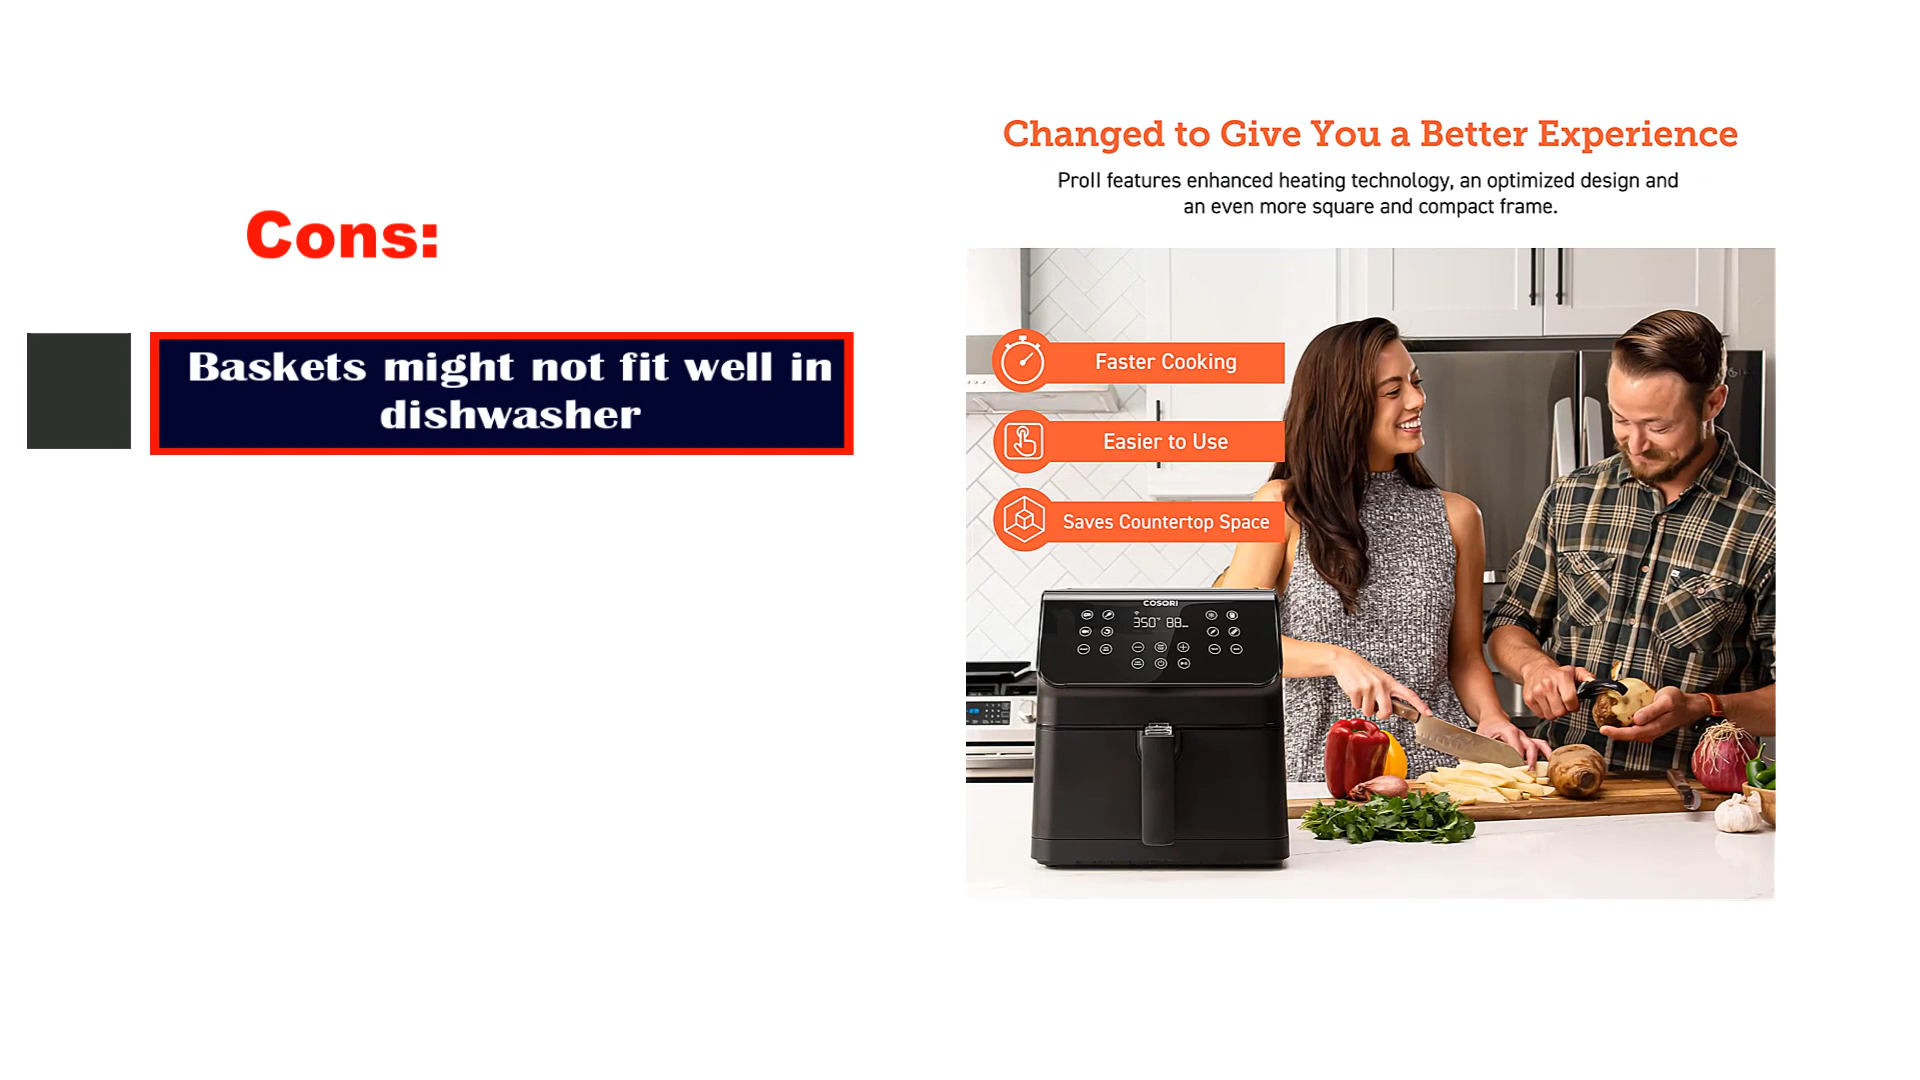 Cons:
Baskets might not fit well in
dishwasher
Changed to Give You a Better Experience
ProII features enhanced heating technology, an optimized design and
an even more square and compact frame.
Faster Cooking
Easier to Use
Saves Countertop Space
COSORI
350°F 88